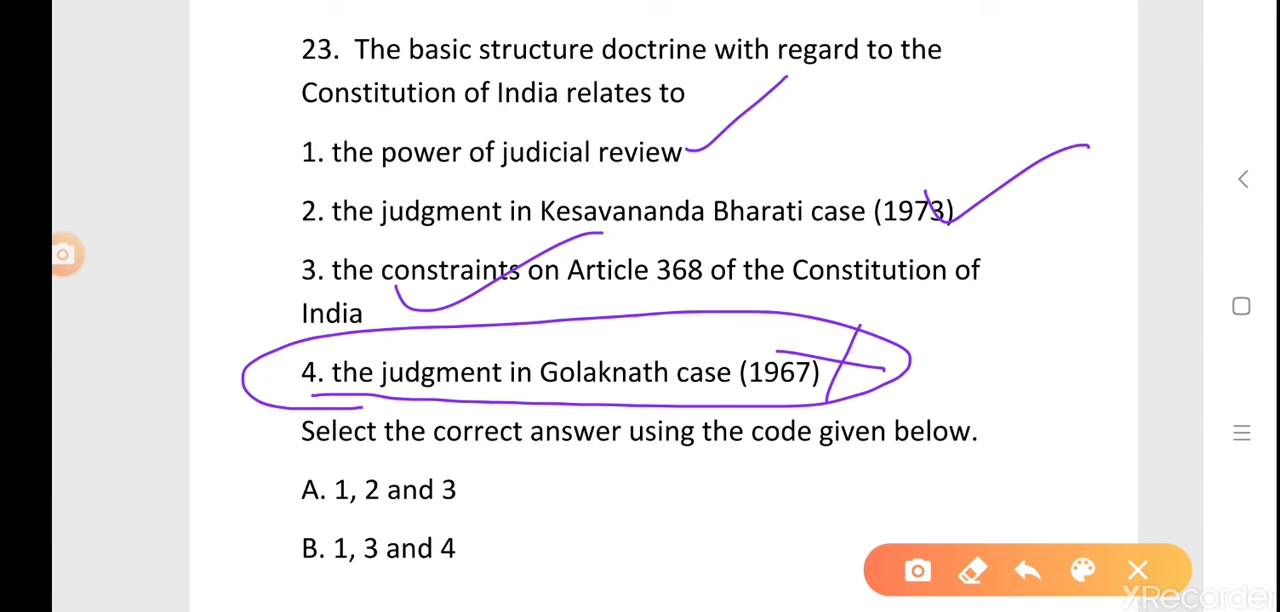 23. The basic structure doctrine with regard to the
Constitution of India relates to
1. the power of judicial review
2. the judgment in Kesavananda Bharati case (1973)
3. the constraints on Article 368 of the Constitution of
India
4. the judgment in Golaknath case (1967)
Select the correct answer using the code given below.
A. 1, 2 and 3
B. 1, 3 and 4
XRecorder